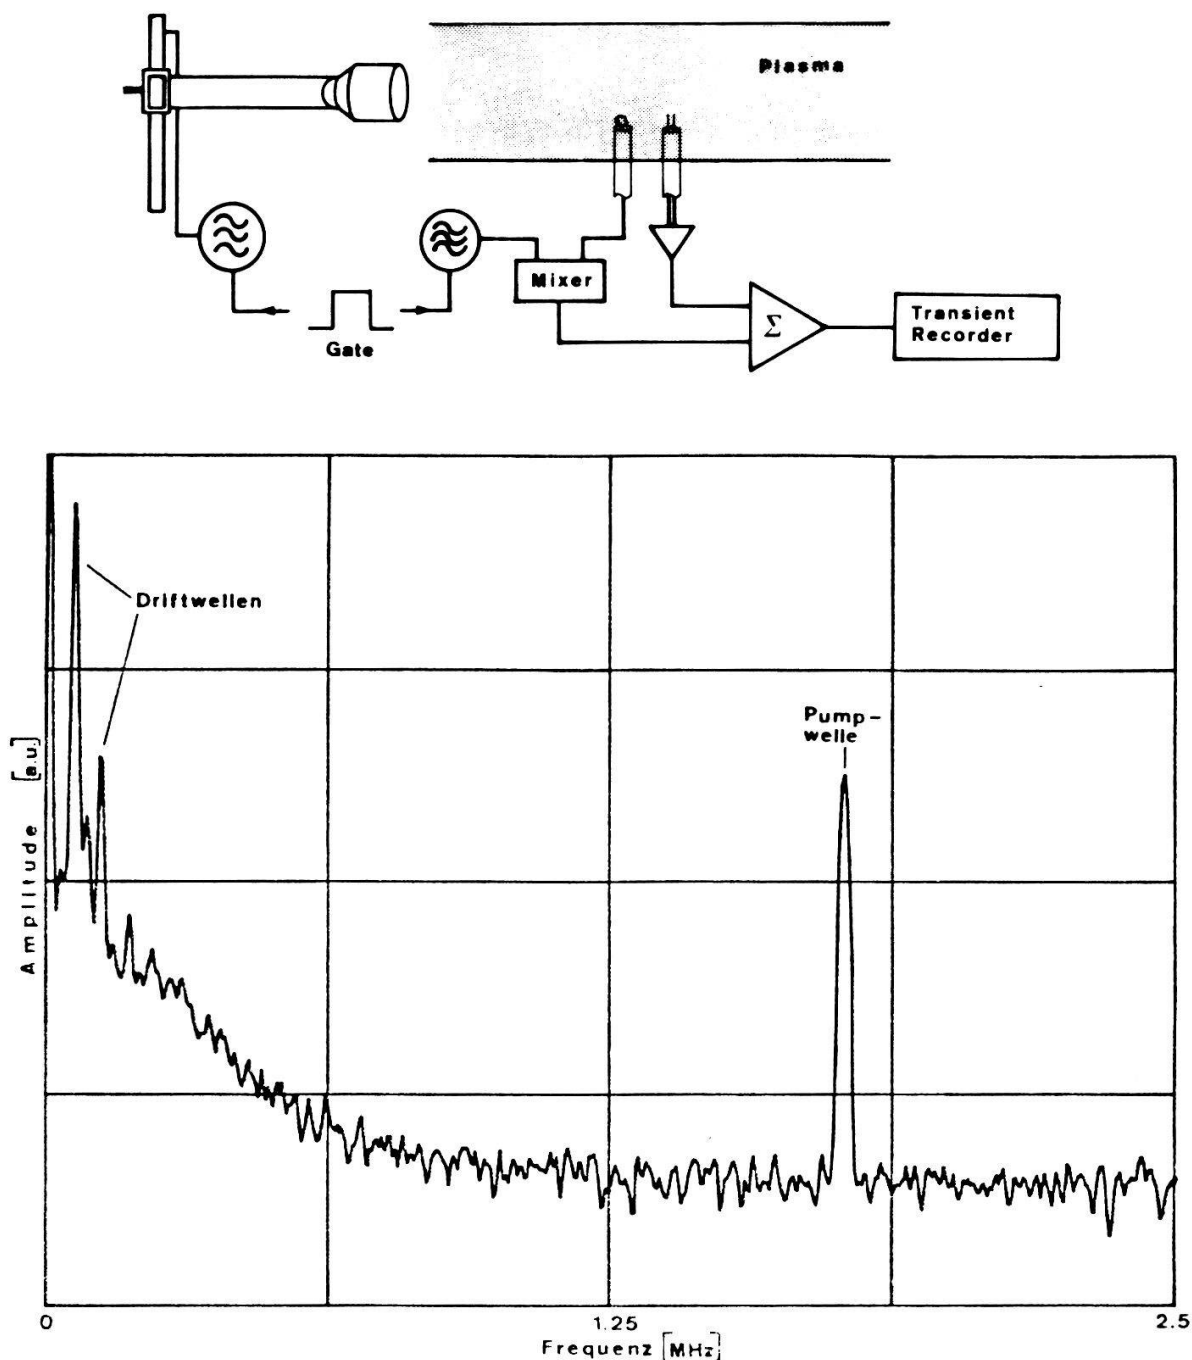 Plasma
Mixer
Gate
Σ
Transient
Recorder
Driftwellen
Pump-
welle
Amplitude [a.u.]
0
1.25
2.5
Frequenz [MHz]